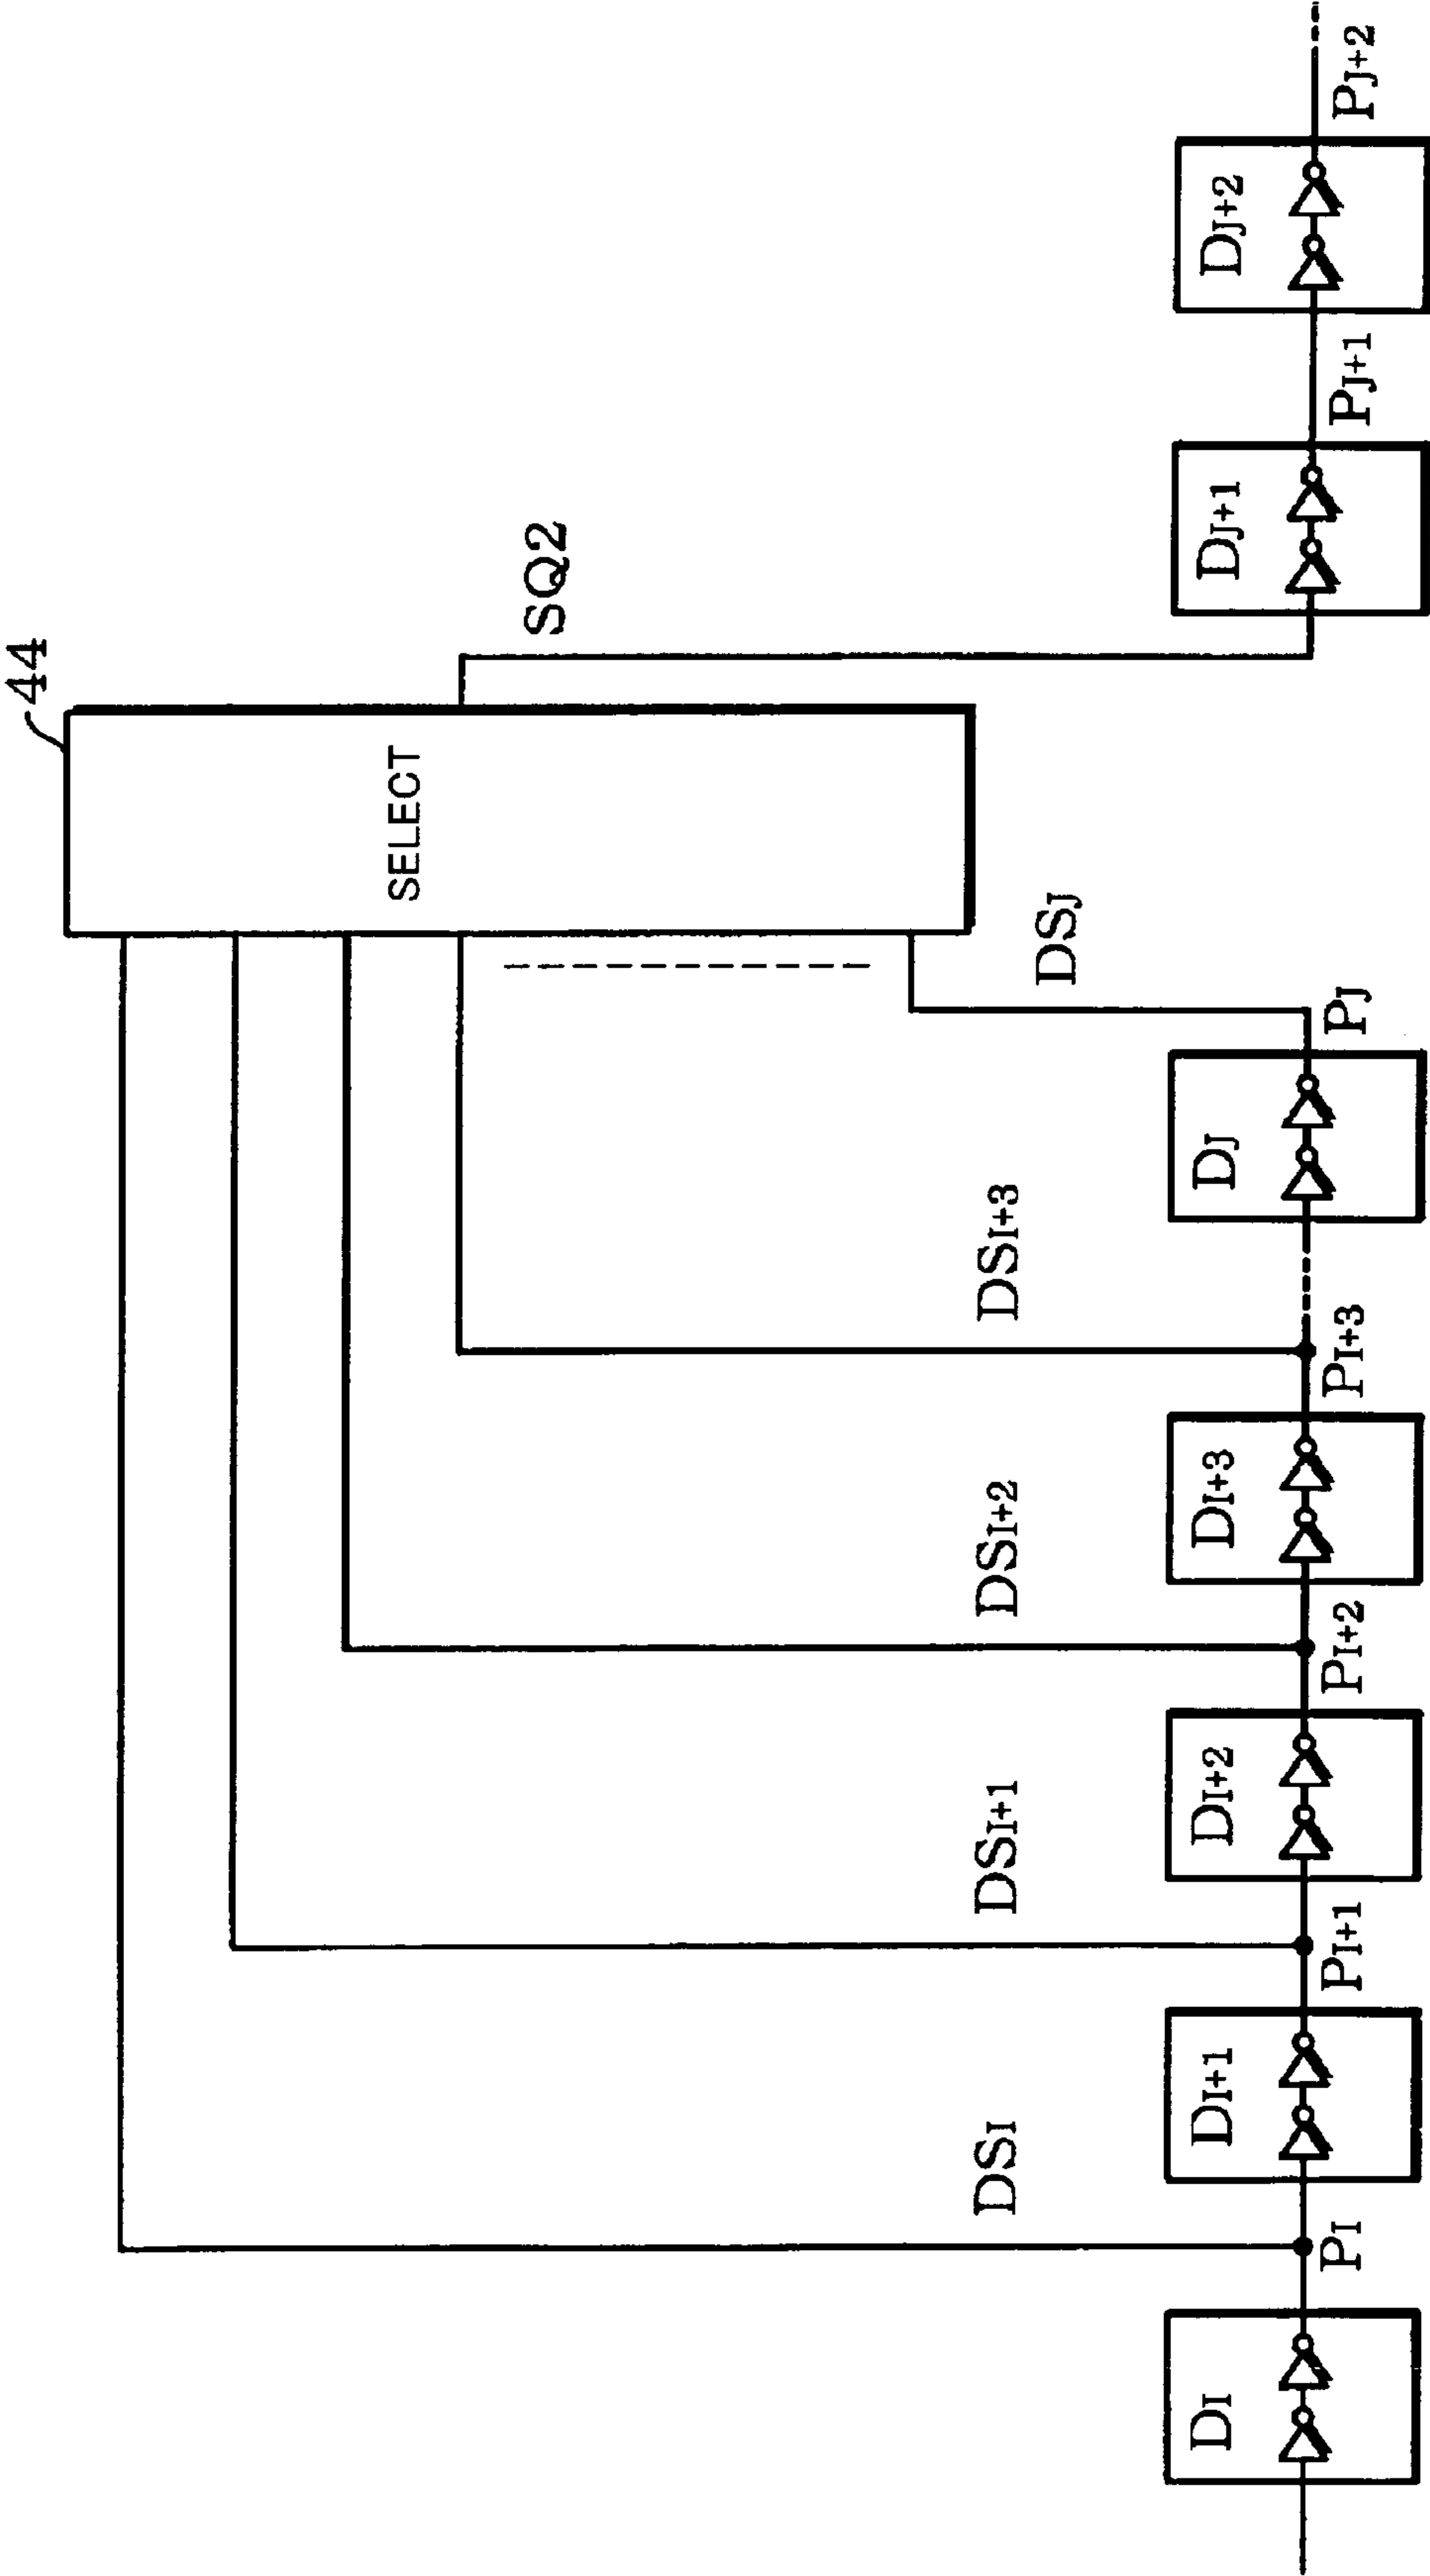 44
SELECT
SQ2
DSI
DSI+1
DSI+2
DSI+3
DSJ
DI
PI
DI+1
PI+1
DI+2
PI+2
DI+3
PI+3
DJ
PJ
DJ+1
PJ+1
DJ+2
PJ+2